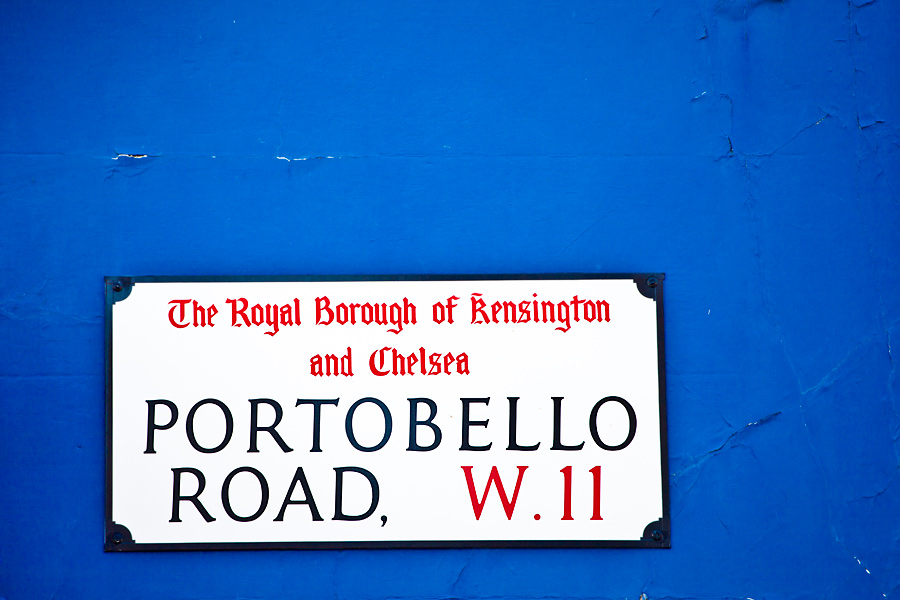 The Royal Borough of Kensington
and Chelsea
PORTOBELLO
ROAD, W.11